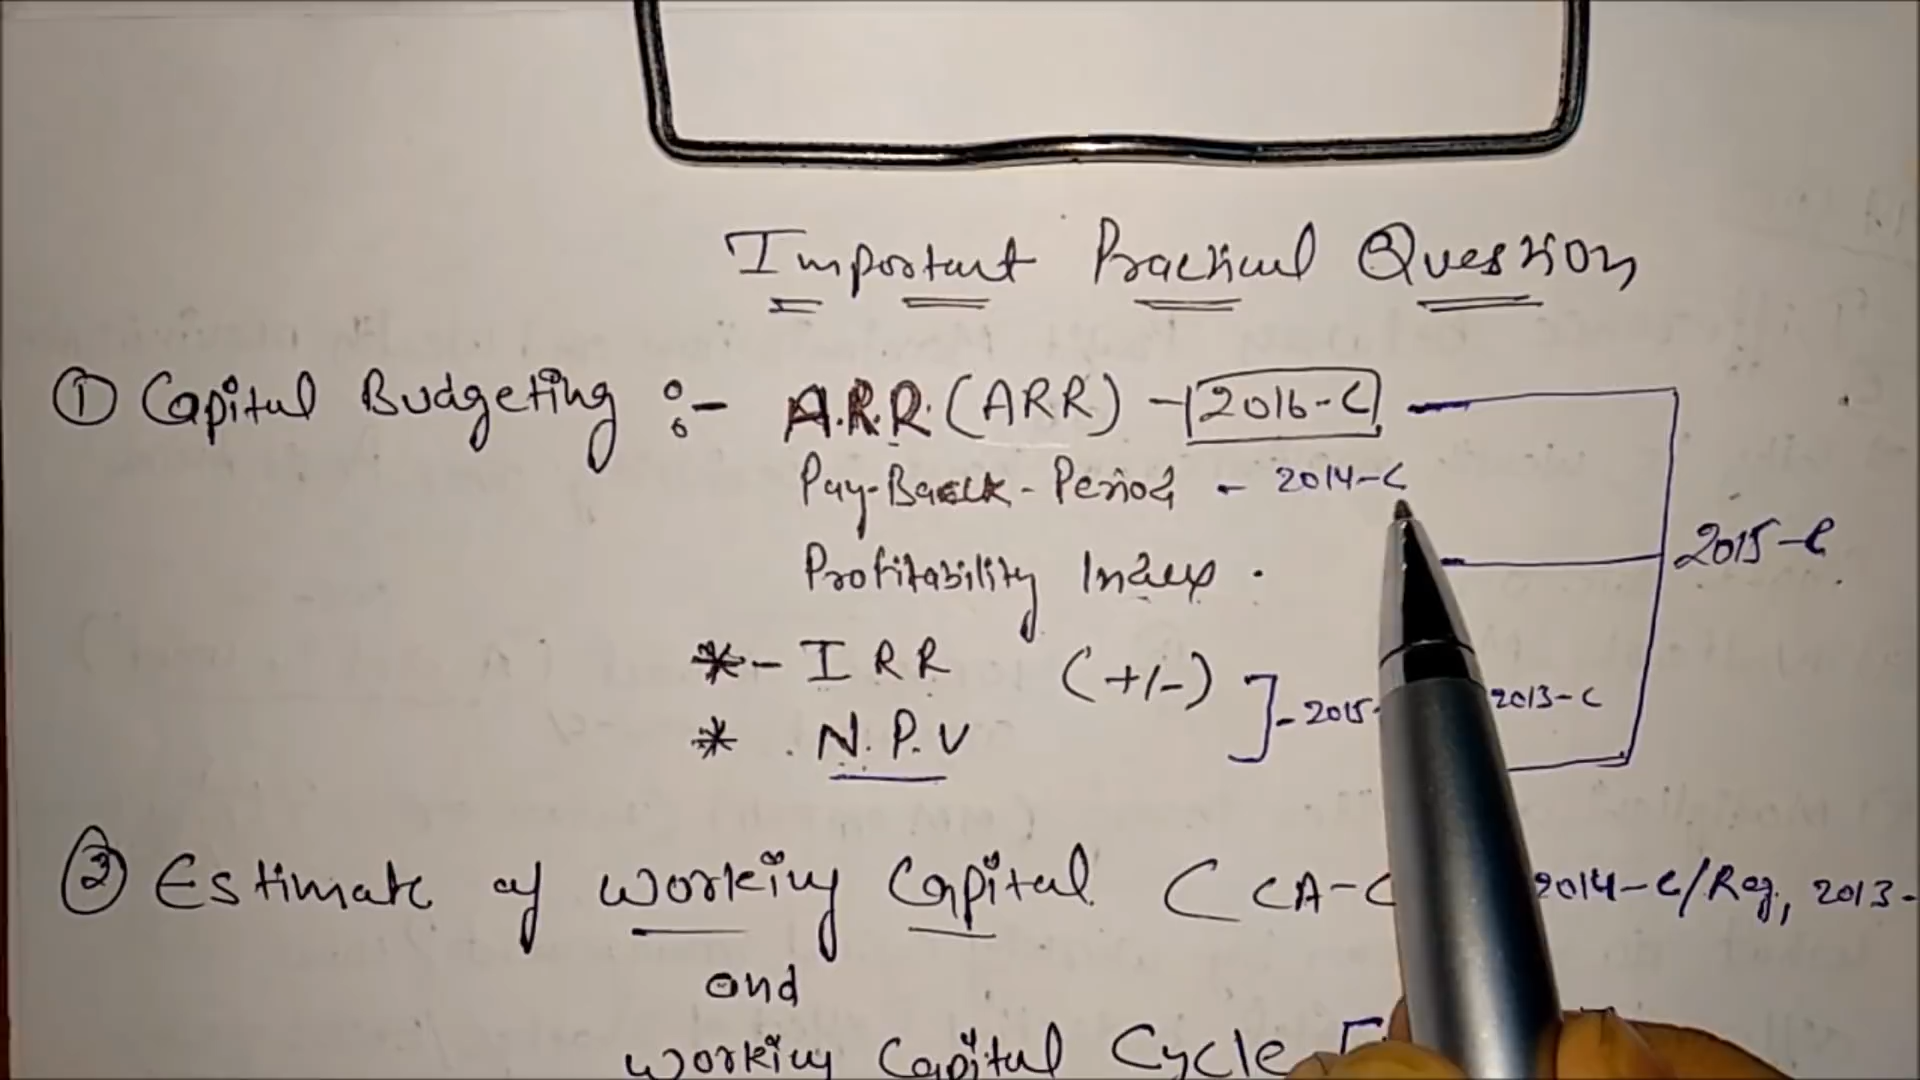 Important Practical Question
① Capital Budgeting :- A.R.R. (ARR) - 2016-C
Pay-Back-Period - 2014-C
Profitability Index .
2015-C
* - IRR (+/-)
- 2015- 2013-C
* . N.P.V
② Estimate of Working Capital (CA-C 2014-C/Reg, 2013-
and
Working Capital Cycle [